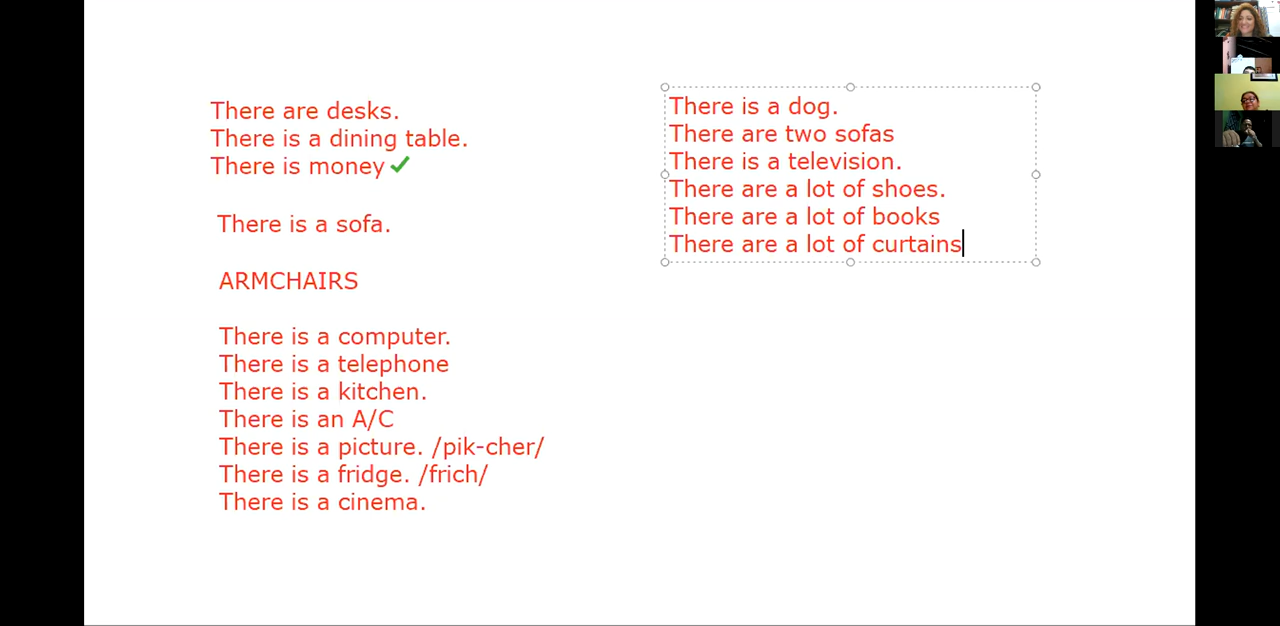 There are desks.
There is a dining table.
There is money
There is a sofa.
ARMCHAIRS
There is a computer.
There is a telephone
There is a kitchen.
There is an A/C
There is a picture. /pik-cher/
There is a fridge. /frich/
There is a cinema.
There is a dog.
There are two sofas
There is a television.
There are a lot of shoes.
There are a lot of books
There are a lot of curtains